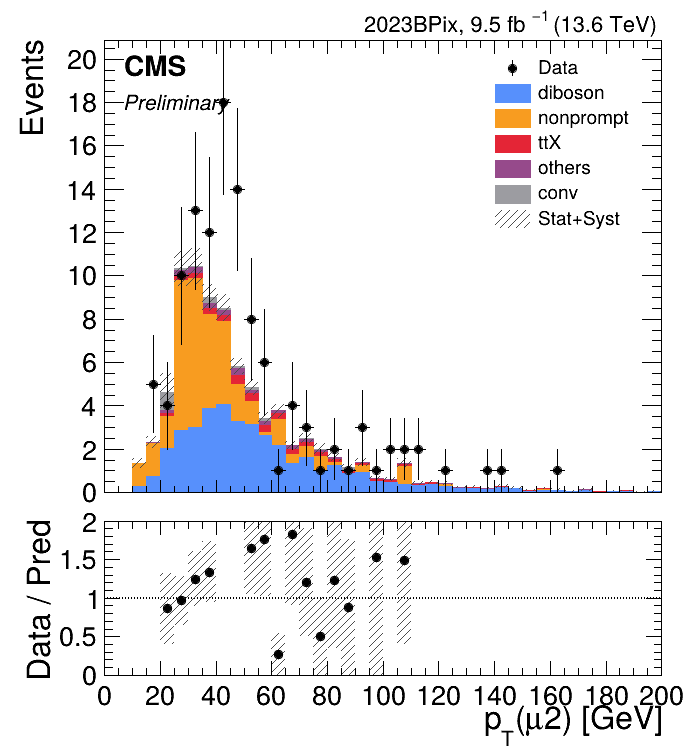 2023BPix, 9.5 fb⁻¹ (13.6 TeV)
CMS
Preliminary
Events
20
18
16
14
12
10
8
6
4
2
0
Data
diboson
nonprompt
ttX
others
conv
Stat+Syst
Data / Pred
2
1.5
1
0.5
0
0 20 40 60 80 100 120 140 160 180 200
p_T(μ2) [GeV]